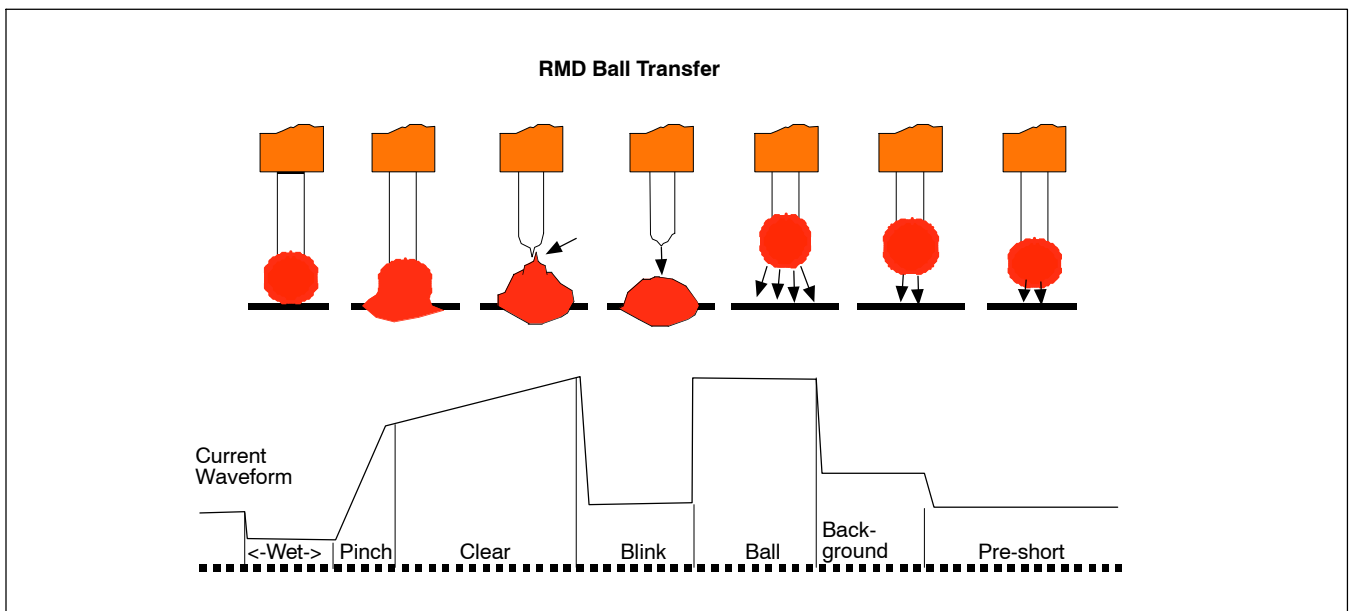 RMD Ball Transfer
Current
Waveform
<-Wet->
Pinch
Clear
Blink
Ball
Back-
ground
Pre-short